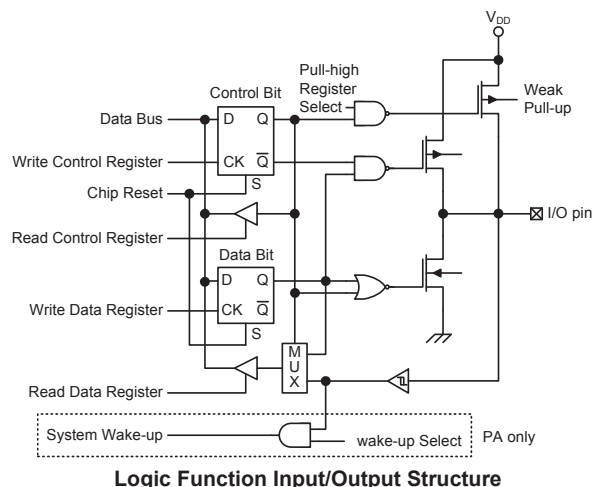 VDD
Control Bit
Pull-high
Register
Select
Weak
Pull-up
Data Bus
D Q
Write Control Register
CK Q
Chip Reset
S
I/O pin
Read Control Register
Data Bit
D Q
Write Data Register
CK Q
S
M
U
X
Read Data Register
System Wake-up
wake-up Select
PA only
Logic Function Input/Output Structure